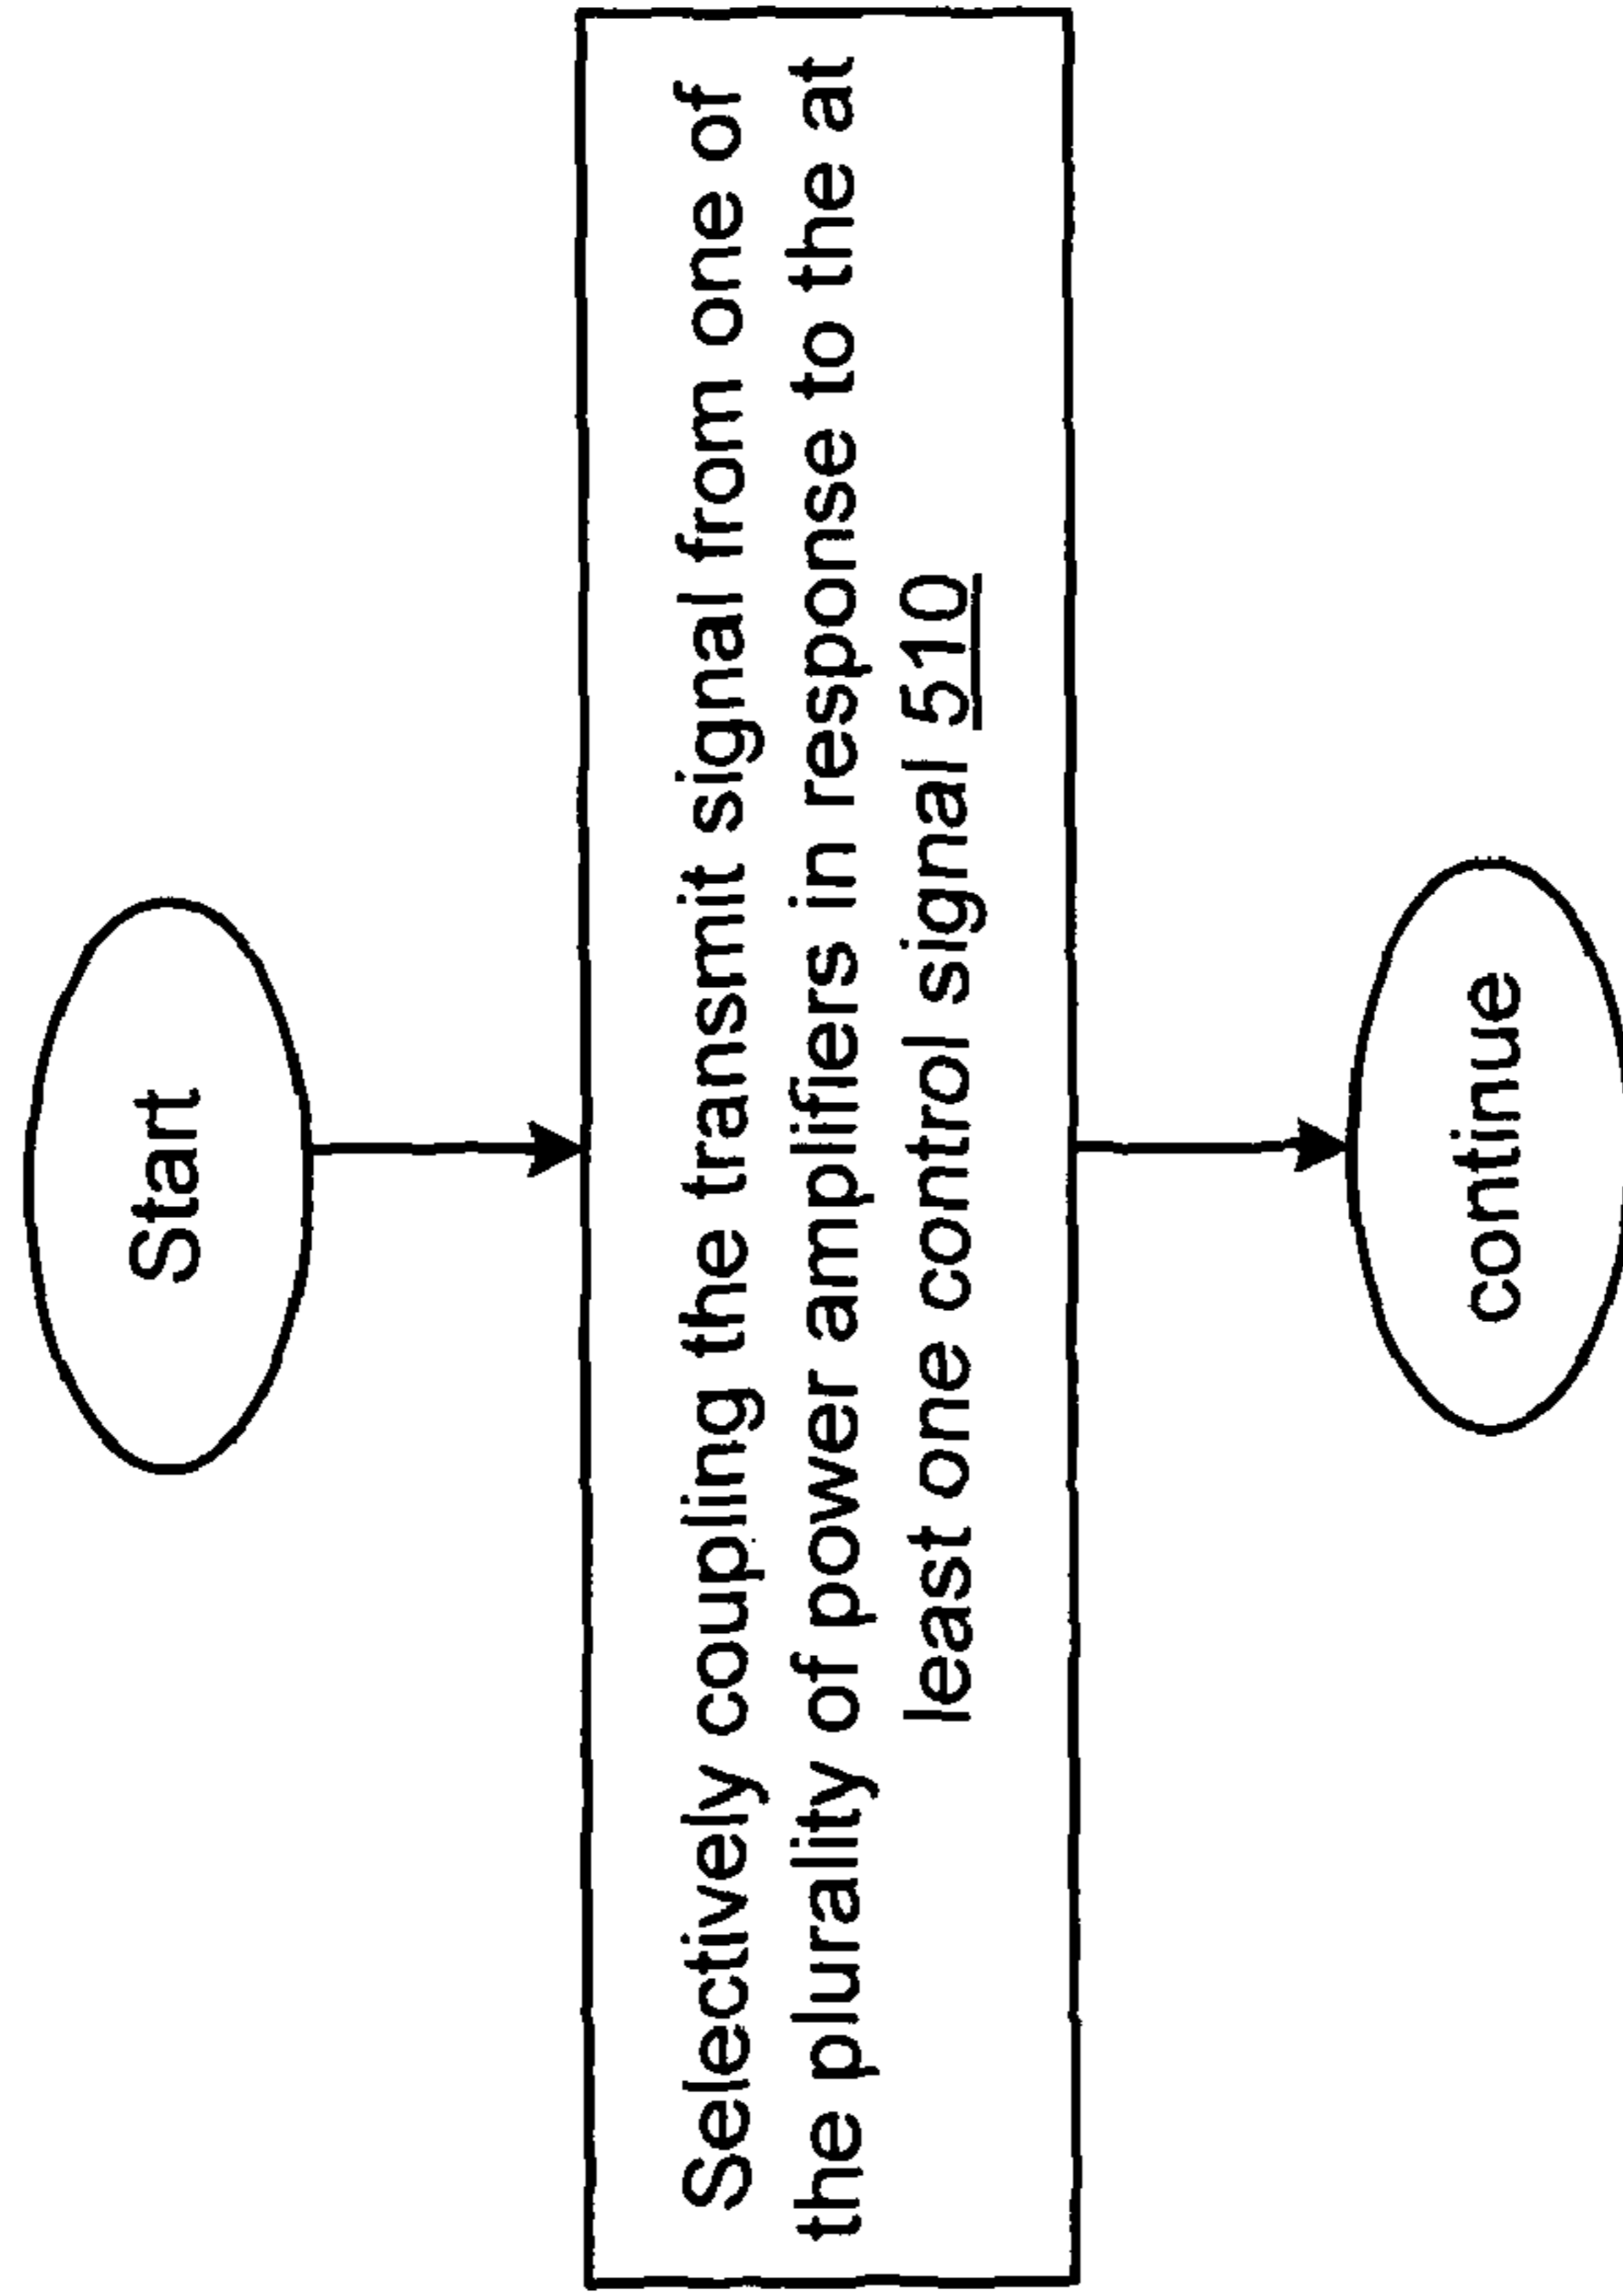 Start
Selectively coupling the transmit signal from one of
the plurality of power amplifiers in response to the at
least one control signal 510
continue